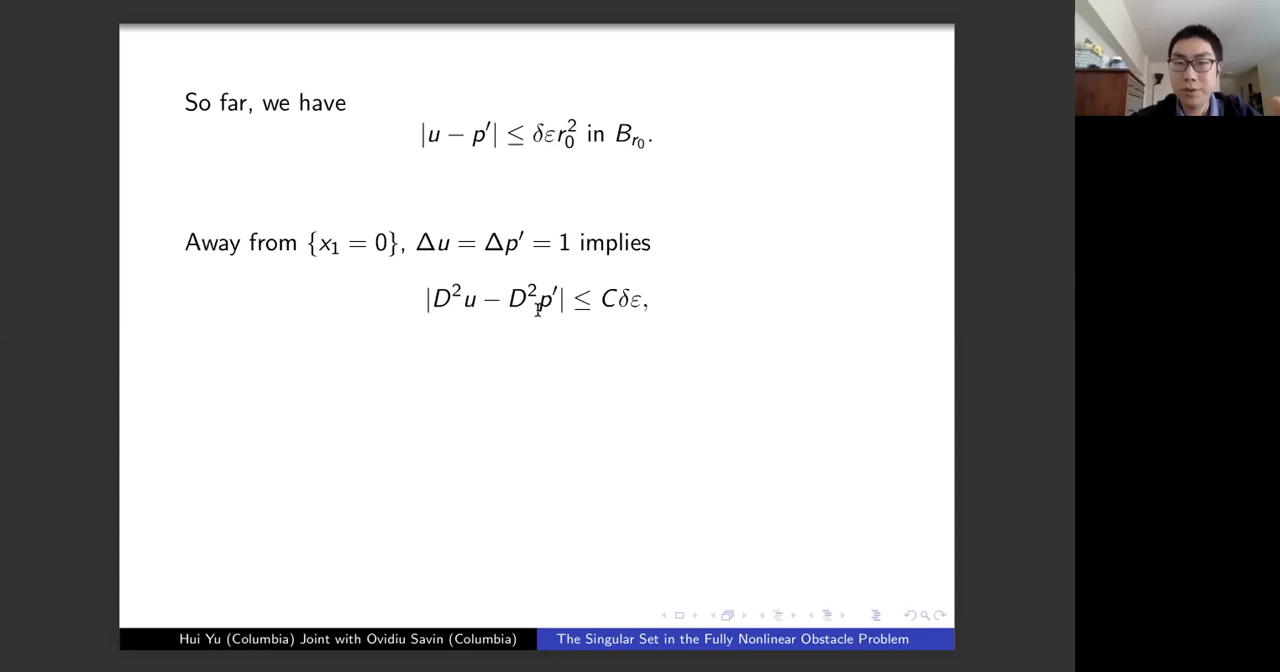 So far, we have
|u − p′| ≤ δεr₀² in B_{r₀}.
Away from {x₁ = 0}, Δu = Δp′ = 1 implies
|D²u − D²p′| ≤ Cδε,
Hui Yu (Columbia) Joint with Ovidiu Savin (Columbia)
The Singular Set in the Fully Nonlinear Obstacle Problem